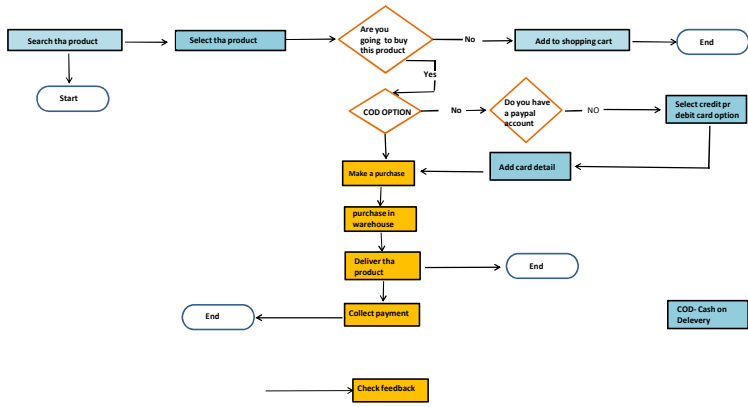 Are you
going to buy
this product
Search tha product
Select tha product
No
Add to shopping cart
End
Yes
Start
COD OPTION
No
Do you have
a paypal
account
NO
Select credit pr
debit card option
Make a purchase
Add card detail
purchase in
warehouse
Deliver tha
product
End
End
Collect payment
COD- Cash on
Delevery
Check feedback